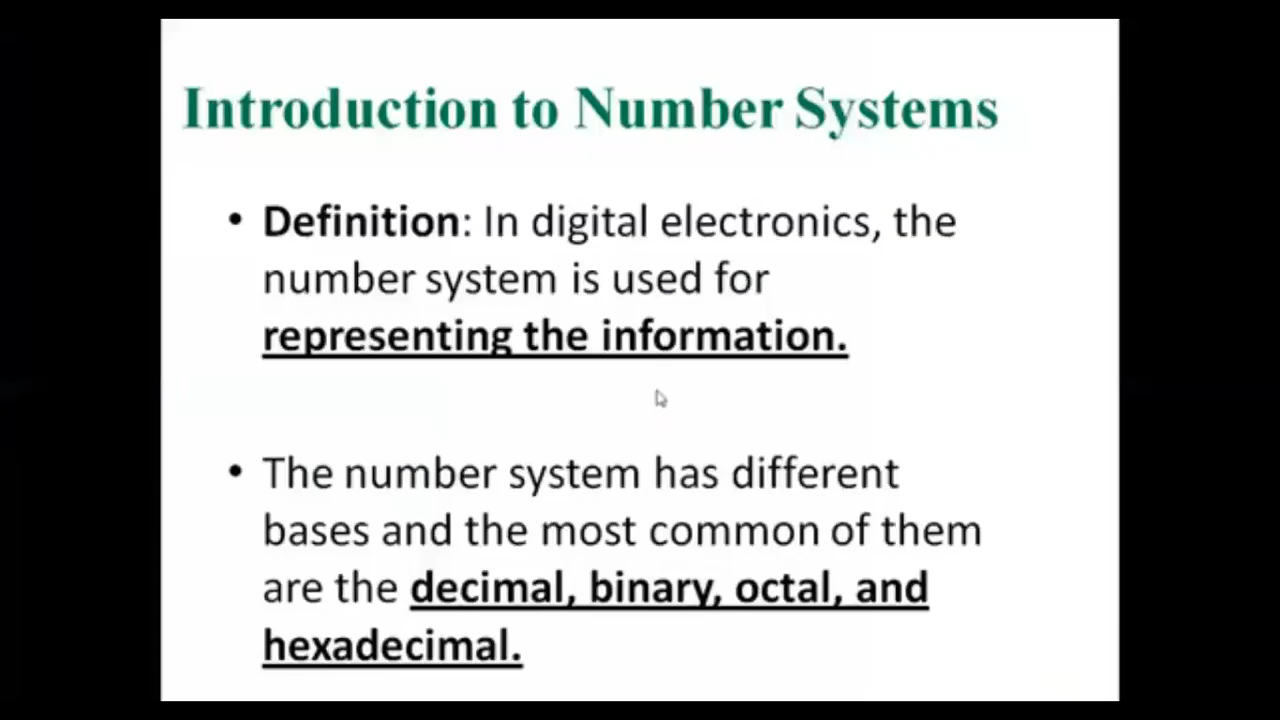 Introduction to Number Systems
• Definition: In digital electronics, the
number system is used for
representing the information.
• The number system has different
bases and the most common of them
are the decimal, binary, octal, and
hexadecimal.